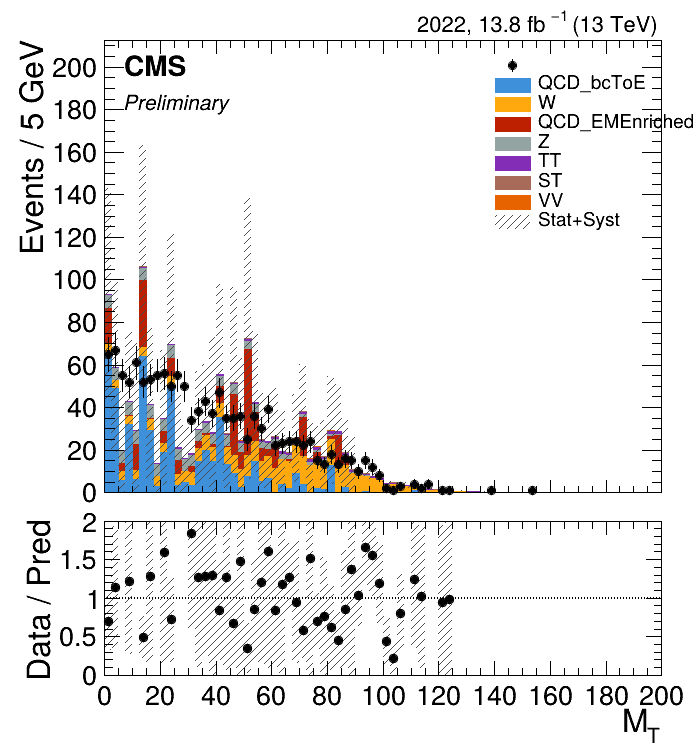 2022, 13.8 fb⁻¹ (13 TeV)
Events / 5 GeV
CMS
Preliminary
QCD_bcToE
W
QCD_EMEnriched
Z
TT
ST
VV
Stat+Syst
200
180
160
140
120
100
80
60
40
20
0
Data / Pred
2
1.5
1
0.5
0
0 20 40 60 80 100 120 140 160 180 200
M_T